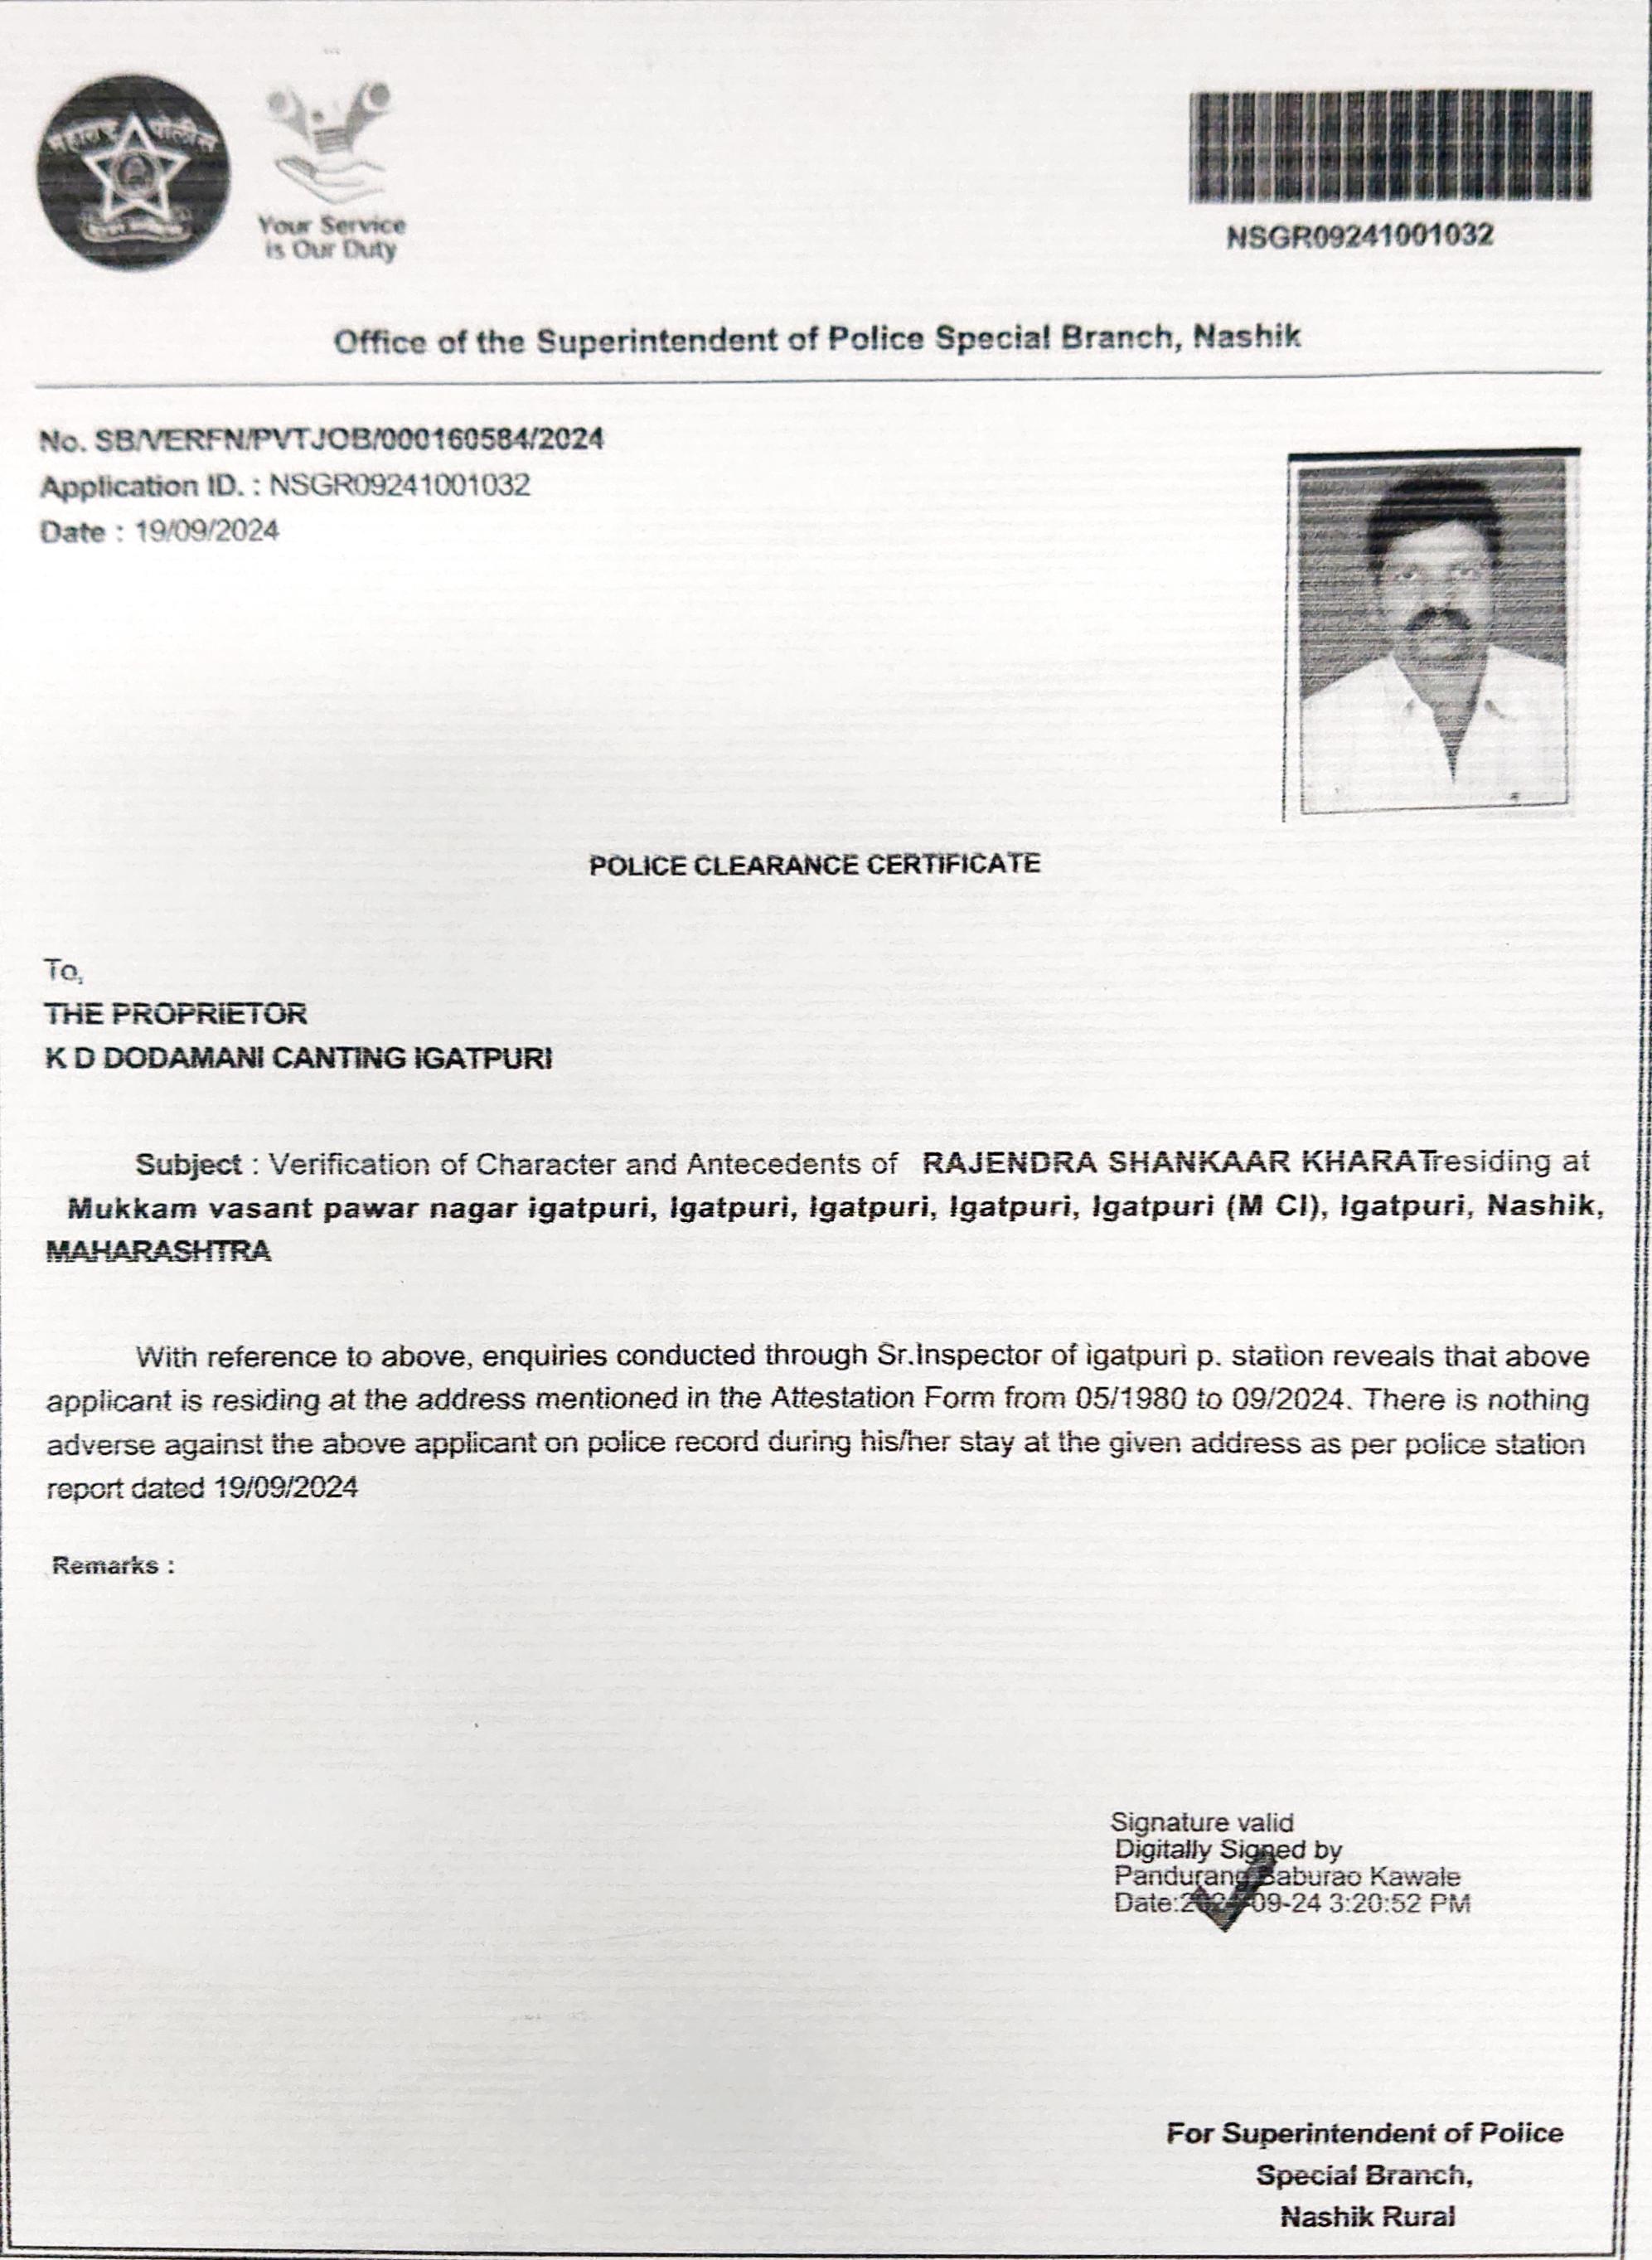 महाराष्ट्र पोलीस
Your Service
is Our Duty
NSGR09241001032
Office of the Superintendent of Police Special Branch, Nashik
No. SB/VERFN/PVTJOB/000160584/2024
Application ID. : NSGR09241001032
Date : 19/09/2024
POLICE CLEARANCE CERTIFICATE
To,
THE PROPRIETOR
K D DODAMANI CANTING IGATPURI
Subject : Verification of Character and Antecedents of RAJENDRA SHANKAAR KHARATresiding at
Mukkam vasant pawar nagar igatpuri, Igatpuri, Igatpuri, Igatpuri, Igatpuri (M Cl), Igatpuri, Nashik,
MAHARASHTRA
With reference to above, enquiries conducted through Sr.Inspector of igatpuri p. station reveals that above
applicant is residing at the address mentioned in the Attestation Form from 05/1980 to 09/2024. There is nothing
adverse against the above applicant on police record during his/her stay at the given address as per police station
report dated 19/09/2024
Remarks :
Signature valid
Digitally Signed by
Pandurang Baburao Kawale
Date:2024-09-24 3:20:52 PM
For Superintendent of Police
Special Branch,
Nashik Rural